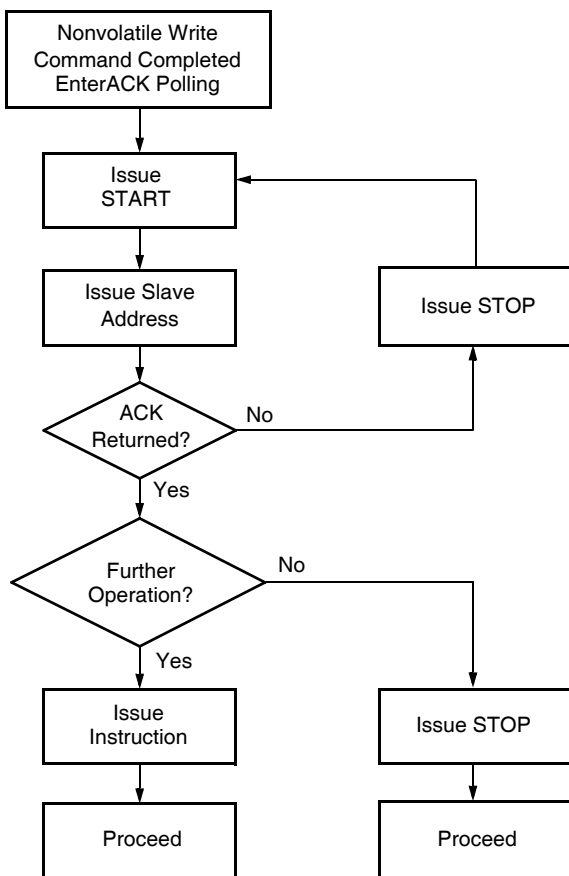 Nonvolatile Write
Command Completed
EnterACK Polling
Issue
START
Issue Slave
Address
Issue STOP
ACK
Returned?
No
Yes
Further
Operation?
No
Yes
Issue
Instruction
Issue STOP
Proceed
Proceed